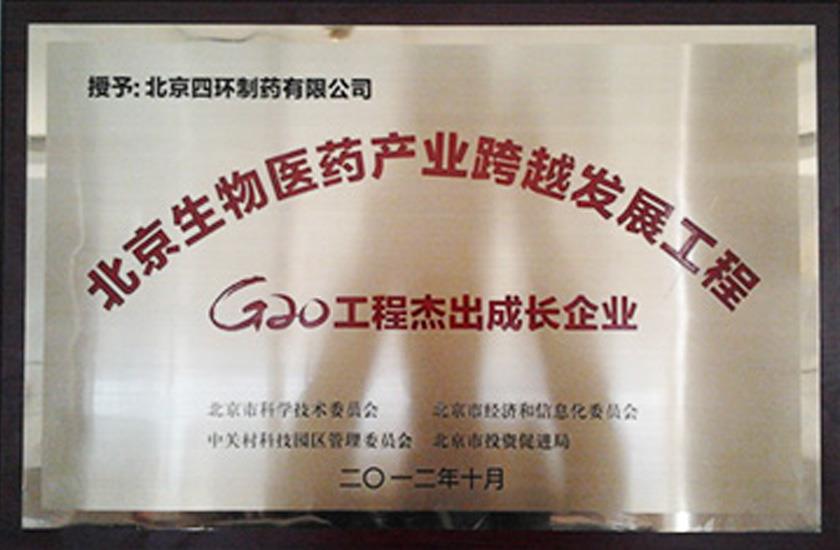 授予:北京四环制药有限公司
北京生物医药产业跨越发展工程
G20工程杰出成长企业
北京市科学技术委员会 北京市经济和信息化委员会
中关村科技园区管理委员会 北京市投资促进局
二〇一二年十月